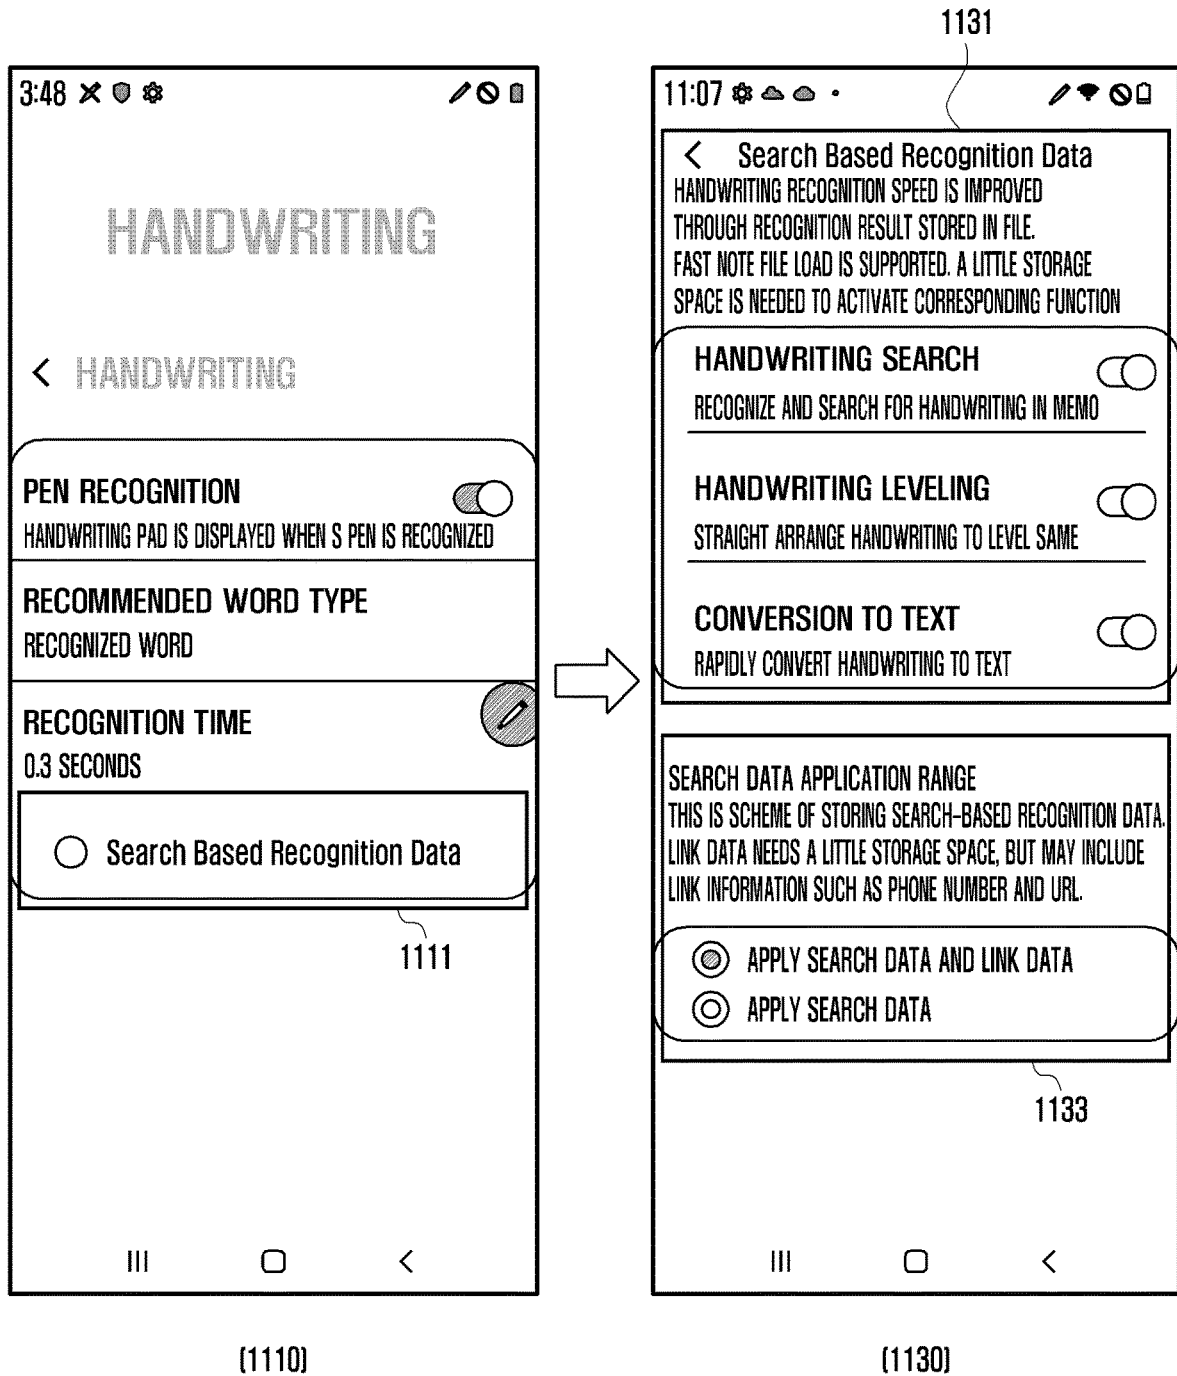 1131
3:48
HANDWRITING
HANDWRITING
PEN RECOGNITION
HANDWRITING PAD IS DISPLAYED WHEN S PEN IS RECOGNIZED
RECOMMENDED WORD TYPE
RECOGNIZED WORD
RECOGNITION TIME
0.3 SECONDS
Search Based Recognition Data
1111
(1110)
11:07
Search Based Recognition Data
HANDWRITING RECOGNITION SPEED IS IMPROVED
THROUGH RECOGNITION RESULT STORED IN FILE.
FAST NOTE FILE LOAD IS SUPPORTED. A LITTLE STORAGE
SPACE IS NEEDED TO ACTIVATE CORRESPONDING FUNCTION
HANDWRITING SEARCH
RECOGNIZE AND SEARCH FOR HANDWRITING IN MEMO
HANDWRITING LEVELING
STRAIGHT ARRANGE HANDWRITING TO LEVEL SAME
CONVERSION TO TEXT
RAPIDLY CONVERT HANDWRITING TO TEXT
SEARCH DATA APPLICATION RANGE
THIS IS SCHEME OF STORING SEARCH-BASED RECOGNITION DATA.
LINK DATA NEEDS A LITTLE STORAGE SPACE, BUT MAY INCLUDE
LINK INFORMATION SUCH AS PHONE NUMBER AND URL.
APPLY SEARCH DATA AND LINK DATA
APPLY SEARCH DATA
1133
(1130)